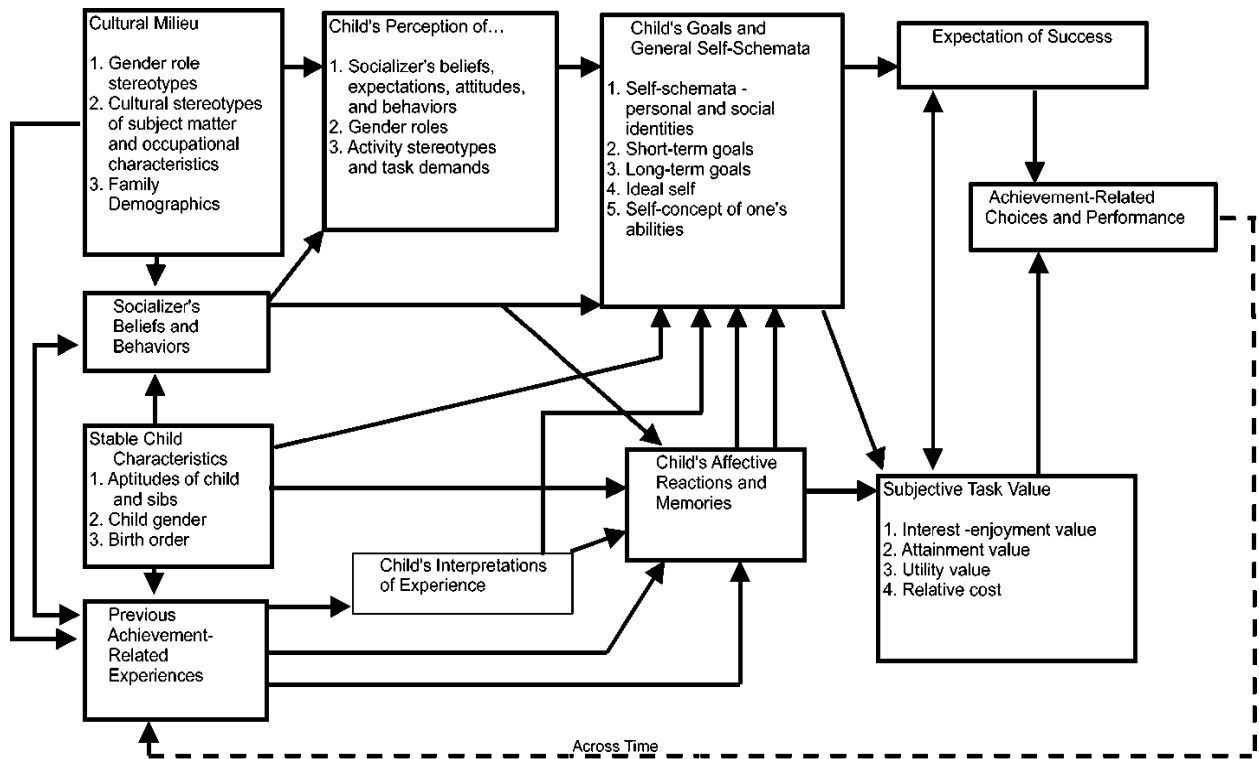 Cultural Milieu
1. Gender role
stereotypes
2. Cultural stereotypes
of subject matter
and occupational
characteristics
3. Family
Demographics
Child's Perception of...
1. Socializer's beliefs,
expectations, attitudes,
and behaviors
2. Gender roles
3. Activity stereotypes
and task demands
Child's Goals and
General Self-Schemata
1. Self-schemata -
personal and social
identities
2. Short-term goals
3. Long-term goals
4. Ideal self
5. Self-concept of one's
abilities
Expectation of Success
Achievement-Related
Choices and Performance
Socializer's
Beliefs and
Behaviors
Stable Child
Characteristics
1. Aptitudes of child
and sibs
2. Child gender
3. Birth order
Child's Affective
Reactions and
Memories
Subjective Task Value
1. Interest -enjoyment value
2. Attainment value
3. Utility value
4. Relative cost
Child's Interpretations
of Experience
Previous
Achievement-
Related
Experiences
Across Time